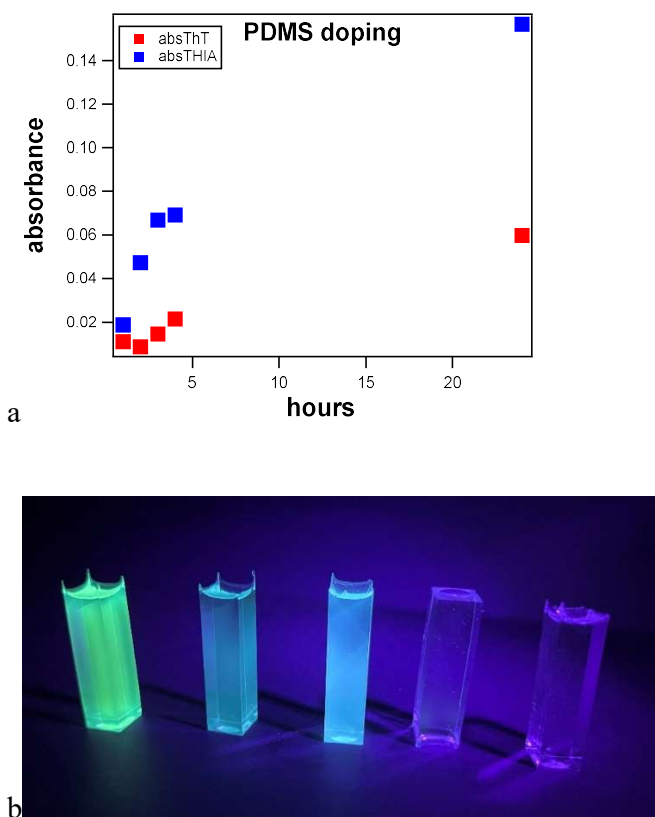 PDMS doping
absThT
absTHIA
absorbance
0.14
0.12
0.10
0.08
0.06
0.04
0.02
5 10 15 20
hours
a
b